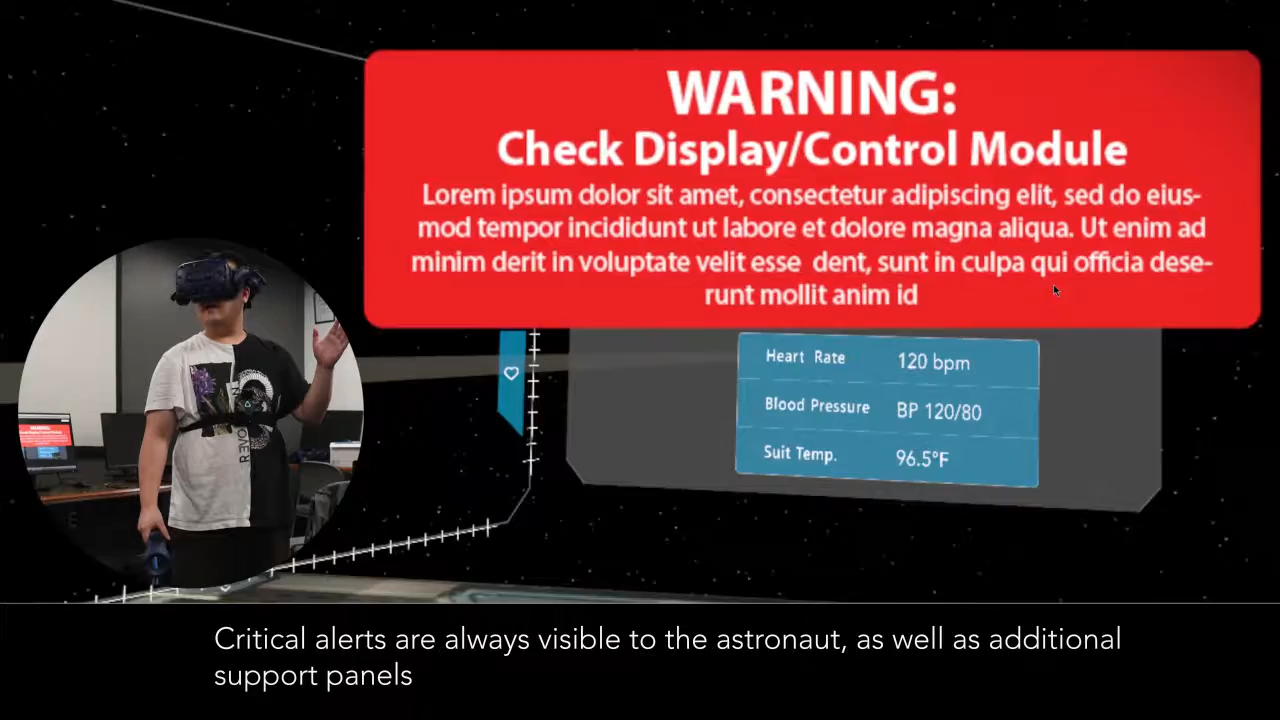 WARNING:
Check Display/Control Module
Lorem ipsum dolor sit amet, consectetur adipiscing elit, sed do eius-
mod tempor incididunt ut labore et dolore magna aliqua. Ut enim ad
minim derit in voluptate velit esse  dent, sunt in culpa qui officia dese-
runt mollit anim id
Heart Rate 120 bpm
Blood Pressure BP 120/80
Suit Temp. 96.5°F
Critical alerts are always visible to the astronaut, as well as additional
support panels